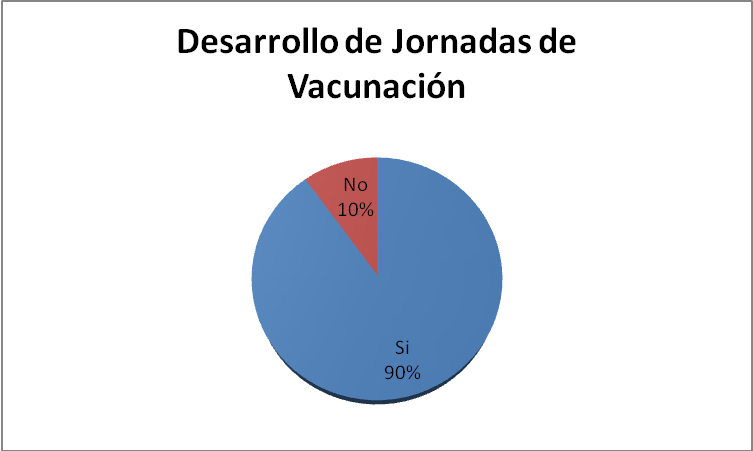 Desarrollo de Jornadas de
Vacunación
No
10%
Si
90%